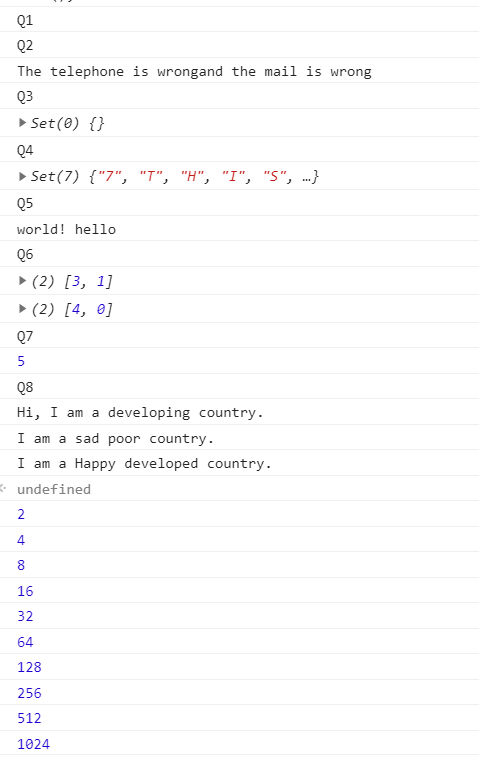 Q1
Q2
The telephone is wrongand the mail is wrong
Q3
Set(0) {}
Q4
Set(7) {"7", "T", "H", "I", "S", …}
Q5
world! hello
Q6
(2) [3, 1]
(2) [4, 0]
Q7
5
Q8
Hi, I am a developing country.
I am a sad poor country.
I am a Happy developed country.
undefined
2
4
8
16
32
64
128
256
512
1024